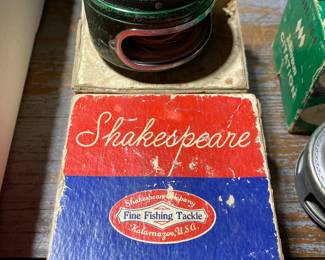 Shakespeare
Shakespeare Company
Fine Fishing Tackle
Kalamazoo, U.S.A.